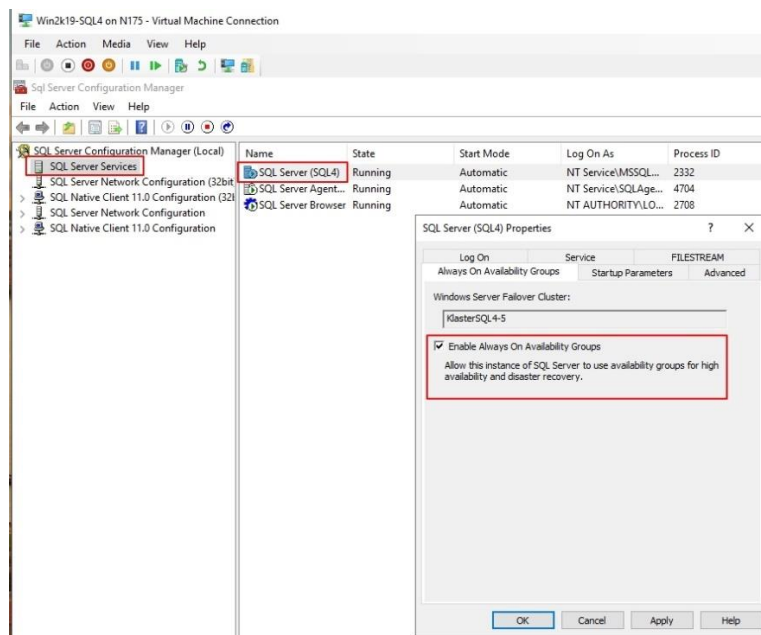 Win2k19-SQL4 on N175 - Virtual Machine Connection
File Action Media View Help
Sql Server Configuration Manager
File Action View Help
SQL Server Configuration Manager (Local)
SQL Server Services
SQL Server Network Configuration (32bit
SQL Native Client 11.0 Configuration (32l
SQL Server Network Configuration
SQL Native Client 11.0 Configuration
Name State Start Mode Log On As Process ID
SQL Server (SQL4) Running Automatic NT Service\MSSQL... 2332
SQL Server Agent... Running Automatic NT Service\SQLAge... 4704
SQL Server Browser Running Automatic NT AUTHORITY\LO... 2708
SQL Server (SQL4) Properties ? ×
Log On Service FILESTREAM
Always On Availability Groups Startup Parameters Advanced
Windows Server Failover Cluster:
KlasterSQL4-5
Enable Always On Availability Groups
Allow this instance of SQL Server to use availability groups for high
availability and disaster recovery.
OK Cancel Apply Help